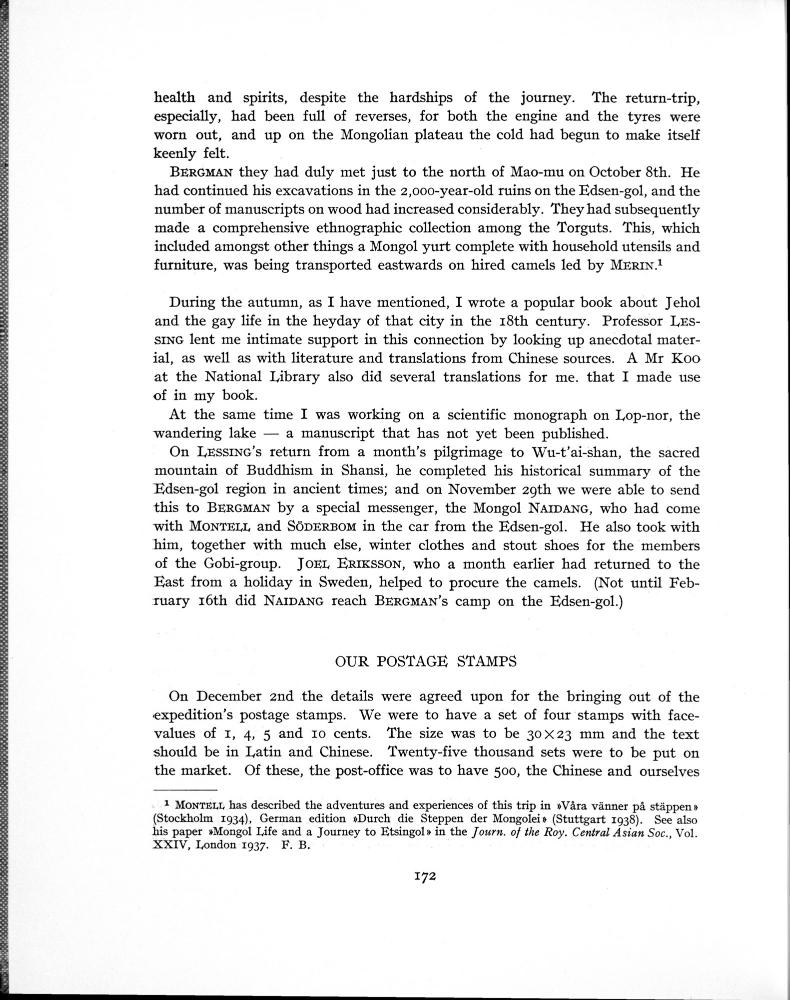 health and spirits, despite the hardships of the journey. The return-trip,
especially, had been full of reverses, for both the engine and the tyres were
worn out, and up on the Mongolian plateau the cold had begun to make itself
keenly felt.
BERGMAN they had duly met just to the north of Mao-mu on October 8th. He
had continued his excavations in the 2,000-year-old ruins on the Edsen-gol, and the
number of manuscripts on wood had increased considerably. They had subsequently
made a comprehensive ethnographic collection among the Torguts. This, which
included amongst other things a Mongol yurt complete with household utensils and
furniture, was being transported eastwards on hired camels led by MERIN.¹
During the autumn, as I have mentioned, I wrote a popular book about Jehol
and the gay life in the heyday of that city in the 18th century. Professor LES-
SING lent me intimate support in this connection by looking up anecdotal mater-
ial, as well as with literature and translations from Chinese sources. A Mr KOO
at the National Library also did several translations for me. that I made use
of in my book.
At the same time I was working on a scientific monograph on Lop-nor, the
wandering lake — a manuscript that has not yet been published.
On LESSING's return from a month's pilgrimage to Wu-t'ai-shan, the sacred
mountain of Buddhism in Shansi, he completed his historical summary of the
Edsen-gol region in ancient times; and on November 29th we were able to send
this to BERGMAN by a special messenger, the Mongol NAIDANG, who had come
with MONTELL and SÖDERBOM in the car from the Edsen-gol. He also took with
him, together with much else, winter clothes and stout shoes for the members
of the Gobi-group. JOEL ERIKSSON, who a month earlier had returned to the
East from a holiday in Sweden, helped to procure the camels. (Not until Feb-
ruary 16th did NAIDANG reach BERGMAN's camp on the Edsen-gol.)
OUR POSTAGE STAMPS
On December 2nd the details were agreed upon for the bringing out of the
expedition's postage stamps. We were to have a set of four stamps with face-
values of 1, 4, 5 and 10 cents. The size was to be 30×23 mm and the text
should be in Latin and Chinese. Twenty-five thousand sets were to be put on
the market. Of these, the post-office was to have 500, the Chinese and ourselves
¹ MONTELL has described the adventures and experiences of this trip in »Våra vänner på stäppen»
(Stockholm 1934), German edition »Durch die Steppen der Mongolei» (Stuttgart 1938). See also
his paper »Mongol Life and a Journey to Etsingol» in the Journ. of the Roy. Central Asian Soc., Vol.
XXIV, London 1937. F. B.
172